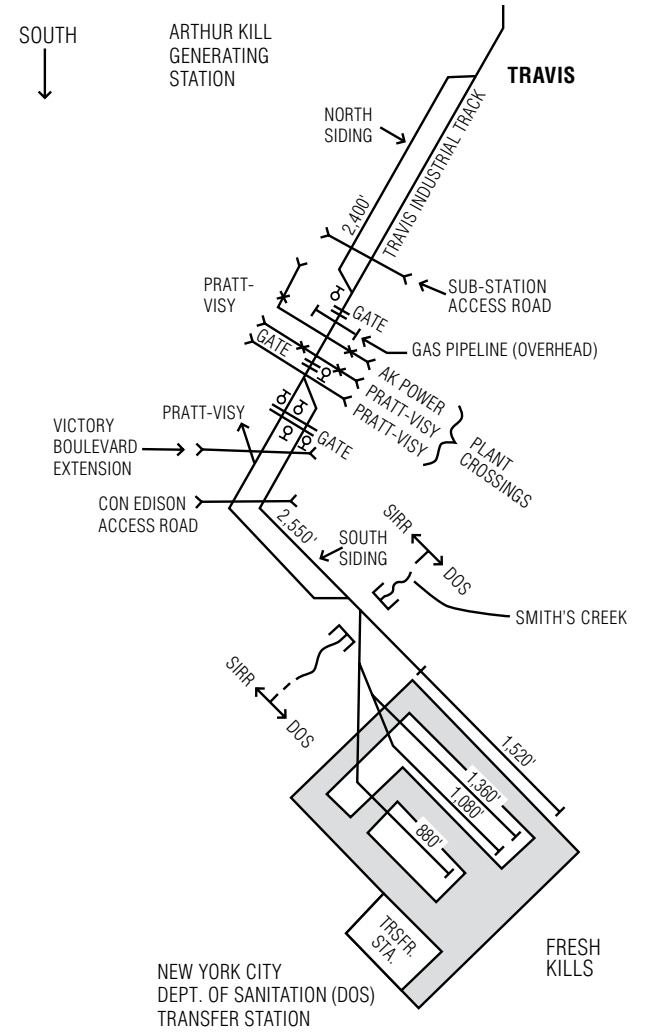 SOUTH
ARTHUR KILL
GENERATING
STATION
TRAVIS
NORTH
SIDING
TRAVIS INDUSTRIAL TRACK
2,400'
PRATT-
VISY
SUB-STATION
ACCESS ROAD
GATE
GAS PIPELINE (OVERHEAD)
GATE
AK POWER
PRATT-VISY
PRATT-VISY
PLANT
CROSSINGS
PRATT-VISY
VICTORY
BOULEVARD
EXTENSION
GATE
CON EDISON
ACCESS ROAD
2,550'
SOUTH
SIDING
SIRR
DOS
SMITH'S CREEK
SIRR
DOS
1,520'
1,360'
1,080'
880'
TRSFR.
STA.
FRESH
KILLS
NEW YORK CITY
DEPT. OF SANITATION (DOS)
TRANSFER STATION